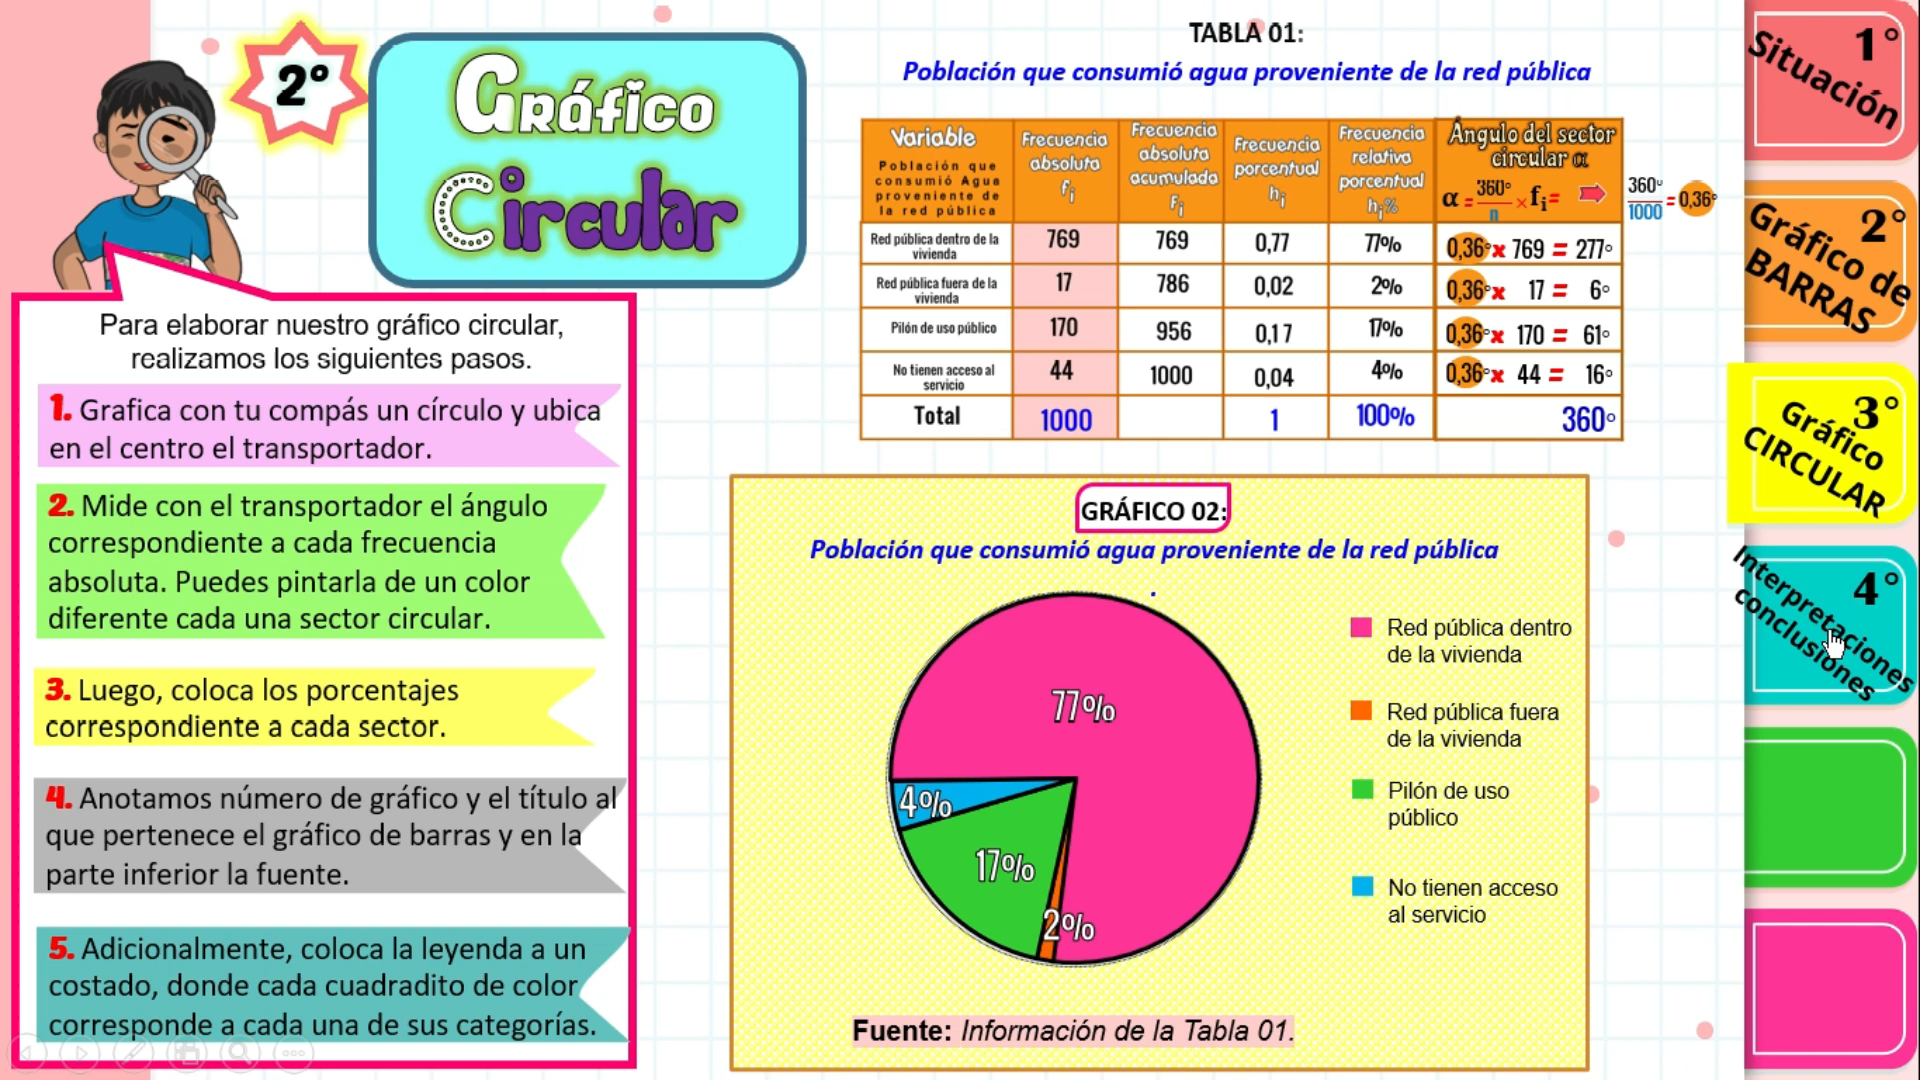 2°
Gráfico
Circular
Para elaborar nuestro gráfico circular,
realizamos los siguientes pasos.
1. Grafica con tu compás un círculo y ubica
en el centro el transportador.
2. Mide con el transportador el ángulo
correspondiente a cada frecuencia
absoluta. Puedes pintarla de un color
diferente cada una sector circular.
3. Luego, coloca los porcentajes
correspondiente a cada sector.
4. Anotamos número de gráfico y el título al
que pertenece el gráfico de barras y en la
parte inferior la fuente.
5. Adicionalmente, coloca la leyenda a un
costado, donde cada cuadradito de color
corresponde a cada una de sus categorías.
TABLA 01:
Población que consumió agua proveniente de la red pública
Variable
Población que
consumió Agua
proveniente de
la red pública
Frecuencia
absoluta
fi
Frecuencia
absoluta
acumulada
Fi
Frecuencia
porcentual
hi
Frecuencia
relativa
porcentual
hi%
Ángulo del sector
circular α
α = 360°/n × fi =
360°/1000 = 0,36°
Red pública dentro de la
vivienda
769 769 0,77 77% 0,36° x 769 = 277°
Red pública fuera de la
vivienda
17 786 0,02 2% 0,36° x 17 = 6°
Pilón de uso público 170 956 0,17 17% 0,36° x 170 = 61°
No tienen acceso al
servicio
44 1000 0,04 4% 0,36° x 44 = 16°
Total 1000 1 100% 360°
GRÁFICO 02:
Población que consumió agua proveniente de la red pública
77%
4%
17%
2%
Red pública dentro
de la vivienda
Red pública fuera
de la vivienda
Pilón de uso
público
No tienen acceso
al servicio
Fuente: Información de la Tabla 01.
1°
Situación
2°
Gráfico de
BARRAS
3°
Gráfico
CIRCULAR
4°
Interpretaciones
conclusiones